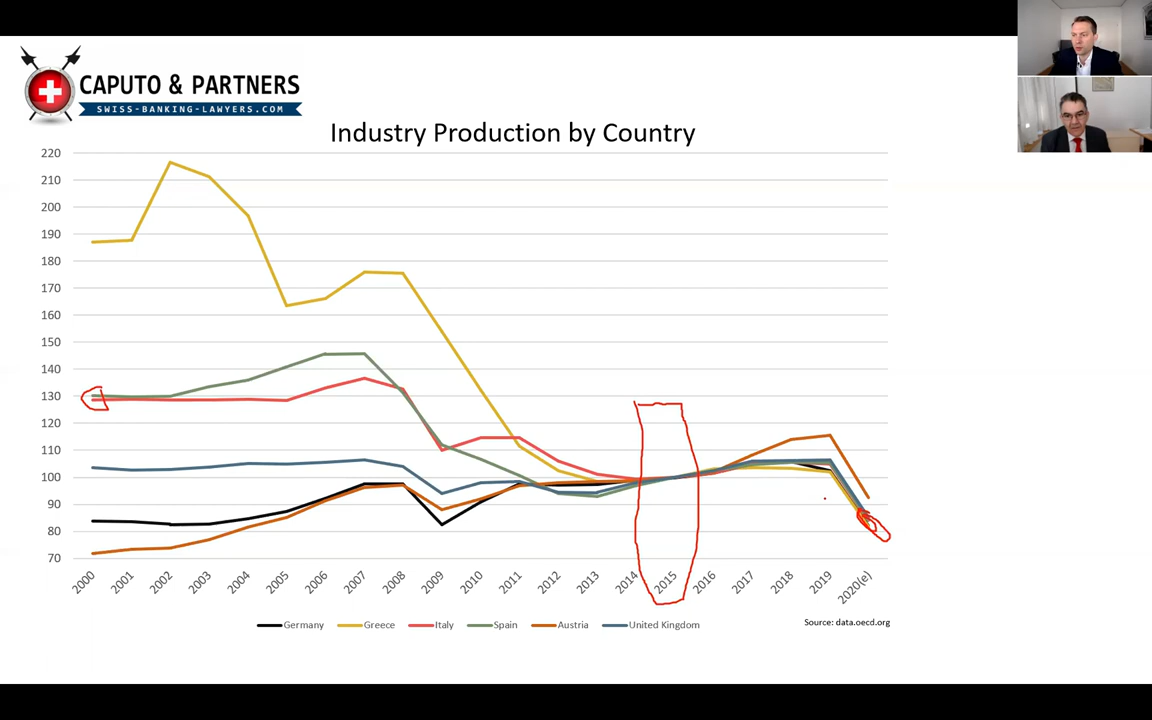 CAPUTO & PARTNERS
SWISS-BANKING-LAWYERS.COM
Industry Production by Country
220
210
200
190
180
170
160
150
140
130
120
110
100
90
80
70
2000 2001 2002 2003 2004 2005 2006 2007 2008 2009 2010 2011 2012 2013 2014 2015 2016 2017 2018 2019 2020(e)
Germany Greece Italy Spain Austria United Kingdom
Source: data.oecd.org